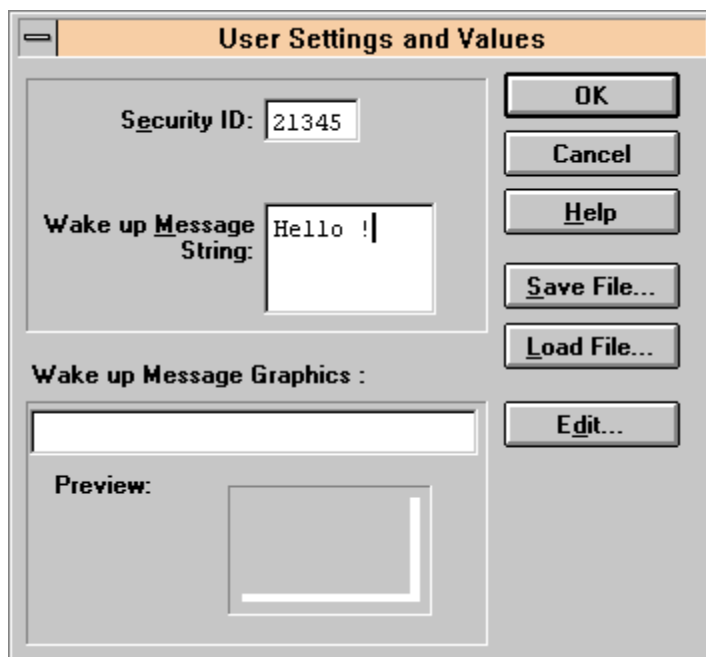 User Settings and Values
Security ID: 21345
Wake up Message
String:
Hello !
Wake up Message Graphics :
Preview:
OK
Cancel
Help
Save File...
Load File...
Edit...